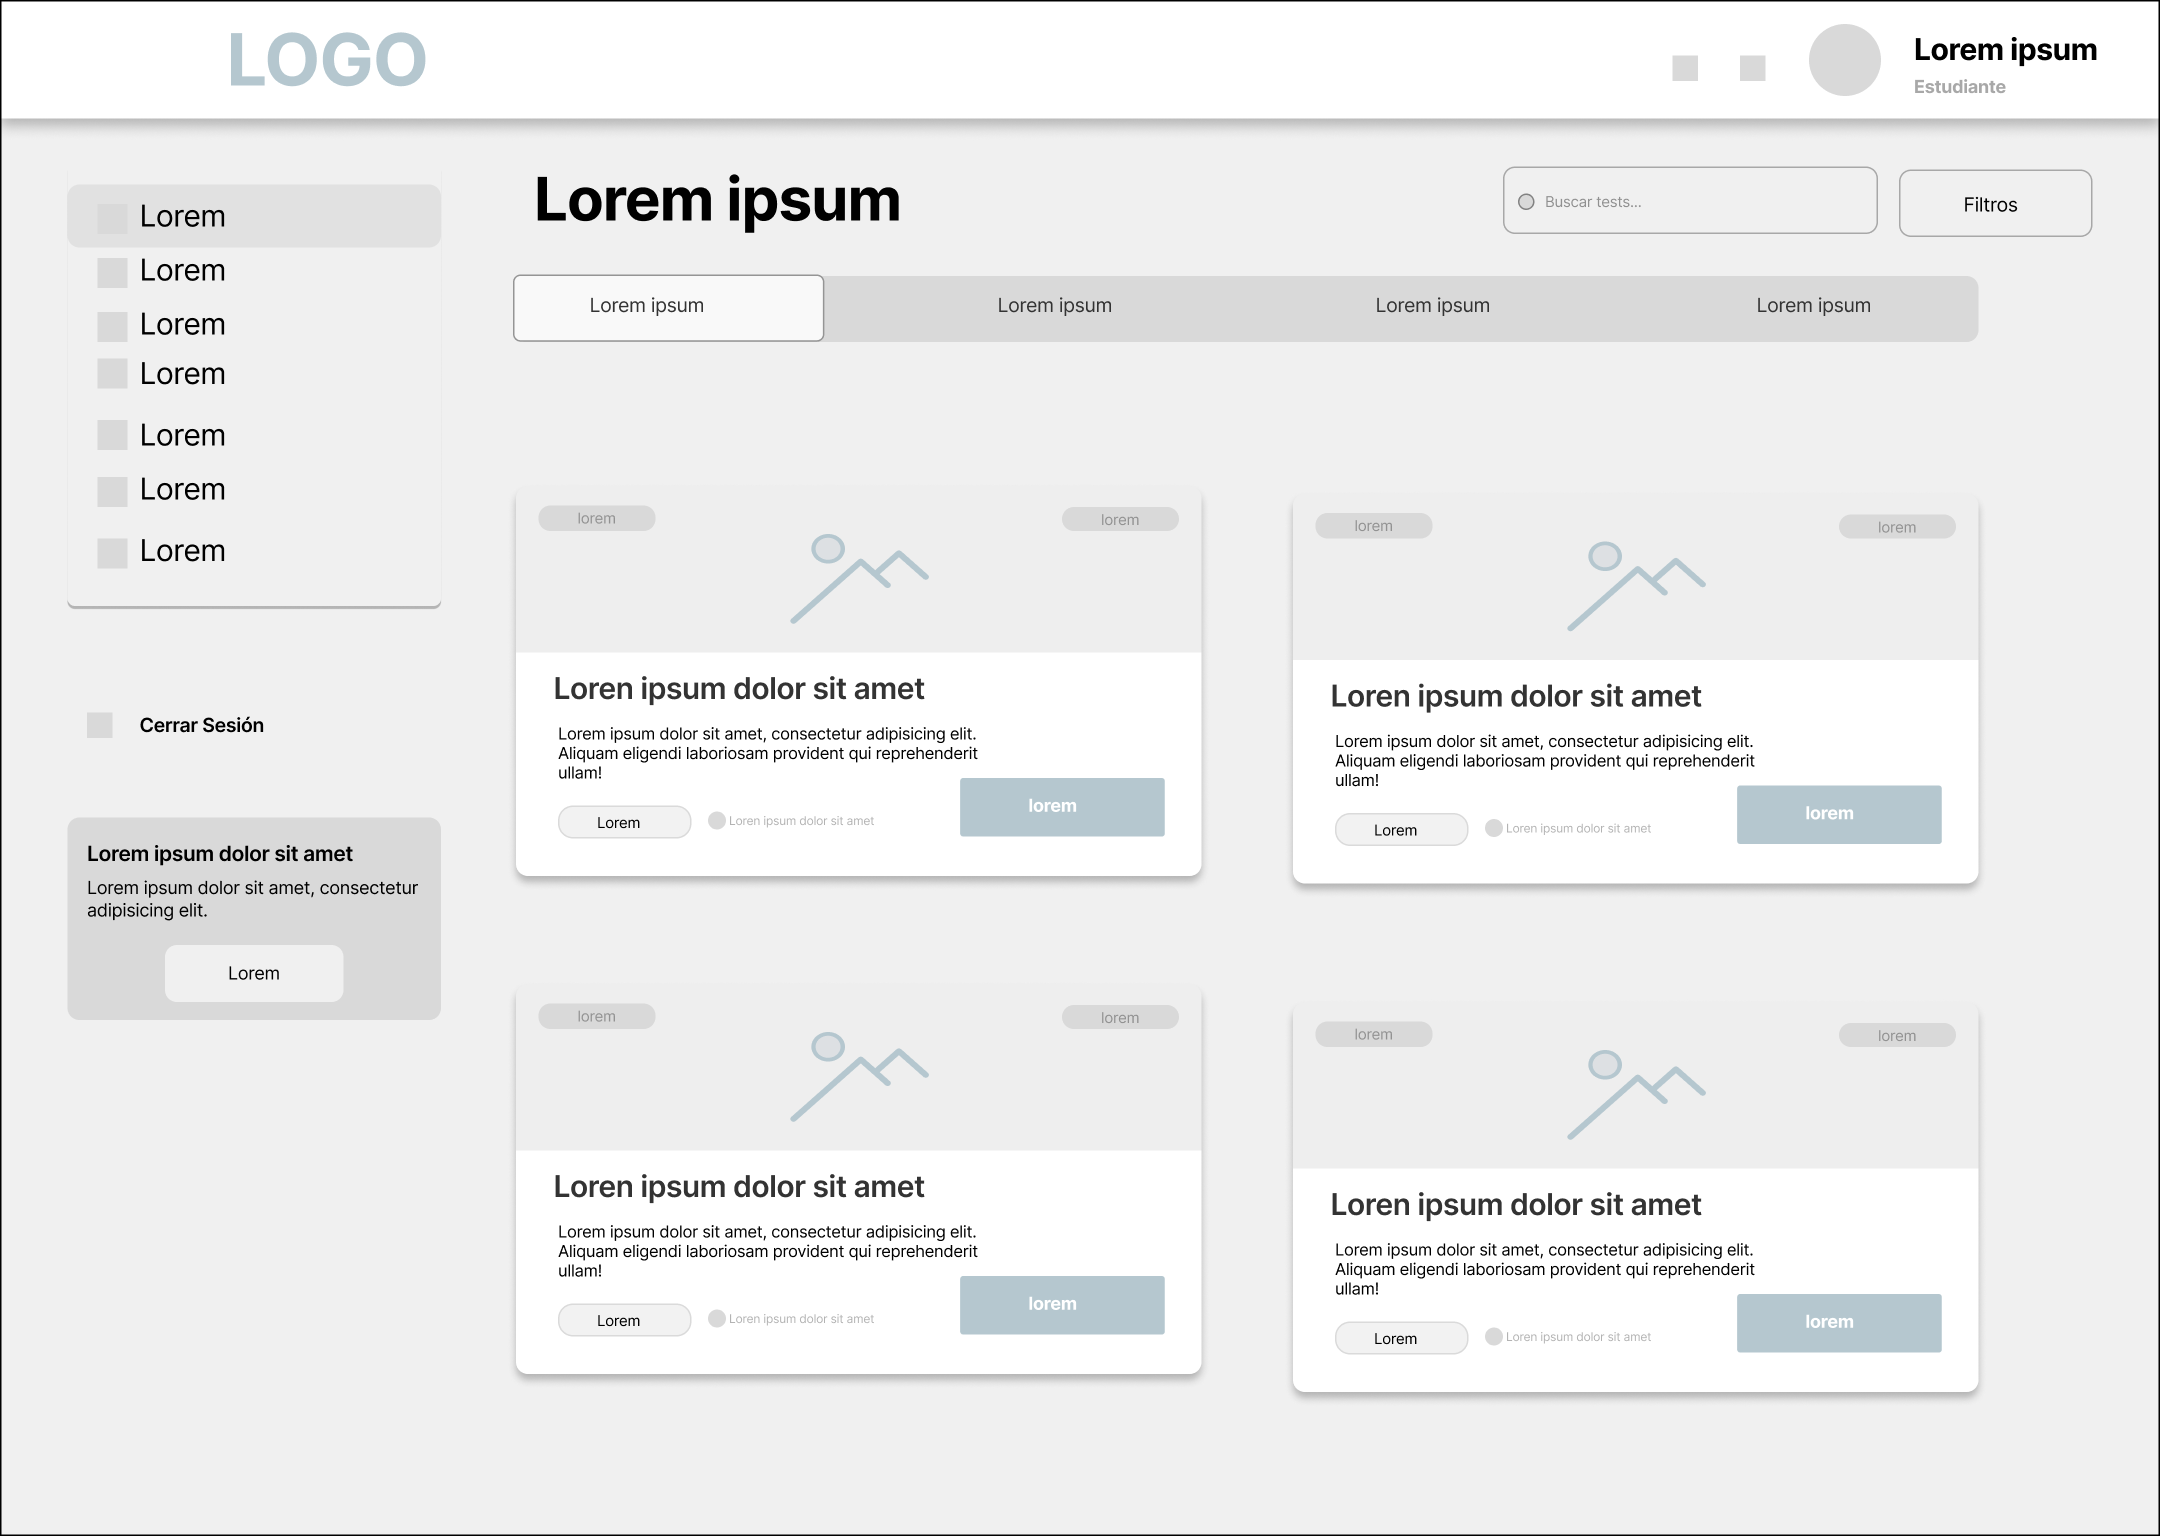 LOGO
Lorem ipsum
Estudiante
Lorem
Lorem
Lorem
Lorem
Lorem
Lorem
Lorem
Cerrar Sesión
Lorem ipsum dolor sit amet
Lorem ipsum dolor sit amet, consectetur
adipisicing elit.
Lorem
Lorem ipsum
Buscar tests...
Filtros
Lorem ipsum
Lorem ipsum
Lorem ipsum
Lorem ipsum
lorem
lorem
Loren ipsum dolor sit amet
Lorem ipsum dolor sit amet, consectetur adipisicing elit.
Aliquam eligendi laboriosam provident qui reprehenderit
ullam!
Lorem
Loren ipsum dolor sit amet
lorem
lorem
lorem
Loren ipsum dolor sit amet
Lorem ipsum dolor sit amet, consectetur adipisicing elit.
Aliquam eligendi laboriosam provident qui reprehenderit
ullam!
Lorem
Loren ipsum dolor sit amet
lorem
lorem
lorem
Loren ipsum dolor sit amet
Lorem ipsum dolor sit amet, consectetur adipisicing elit.
Aliquam eligendi laboriosam provident qui reprehenderit
ullam!
Lorem
Loren ipsum dolor sit amet
lorem
lorem
lorem
Loren ipsum dolor sit amet
Lorem ipsum dolor sit amet, consectetur adipisicing elit.
Aliquam eligendi laboriosam provident qui reprehenderit
ullam!
Lorem
Loren ipsum dolor sit amet
lorem